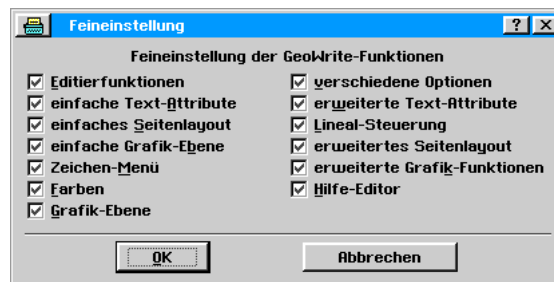 Feineinstellung
Feineinstellung der GeoWrite-Funktionen
Editierfunktionen
einfache Text-Attribute
einfaches Seitenlayout
einfache Grafik-Ebene
Zeichen-Menü
Farben
Grafik-Ebene
verschiedene Optionen
erweiterte Text-Attribute
Lineal-Steuerung
erweitertes Seitenlayout
erweiterte Grafik-Funktionen
Hilfe-Editor
OK Abbrechen